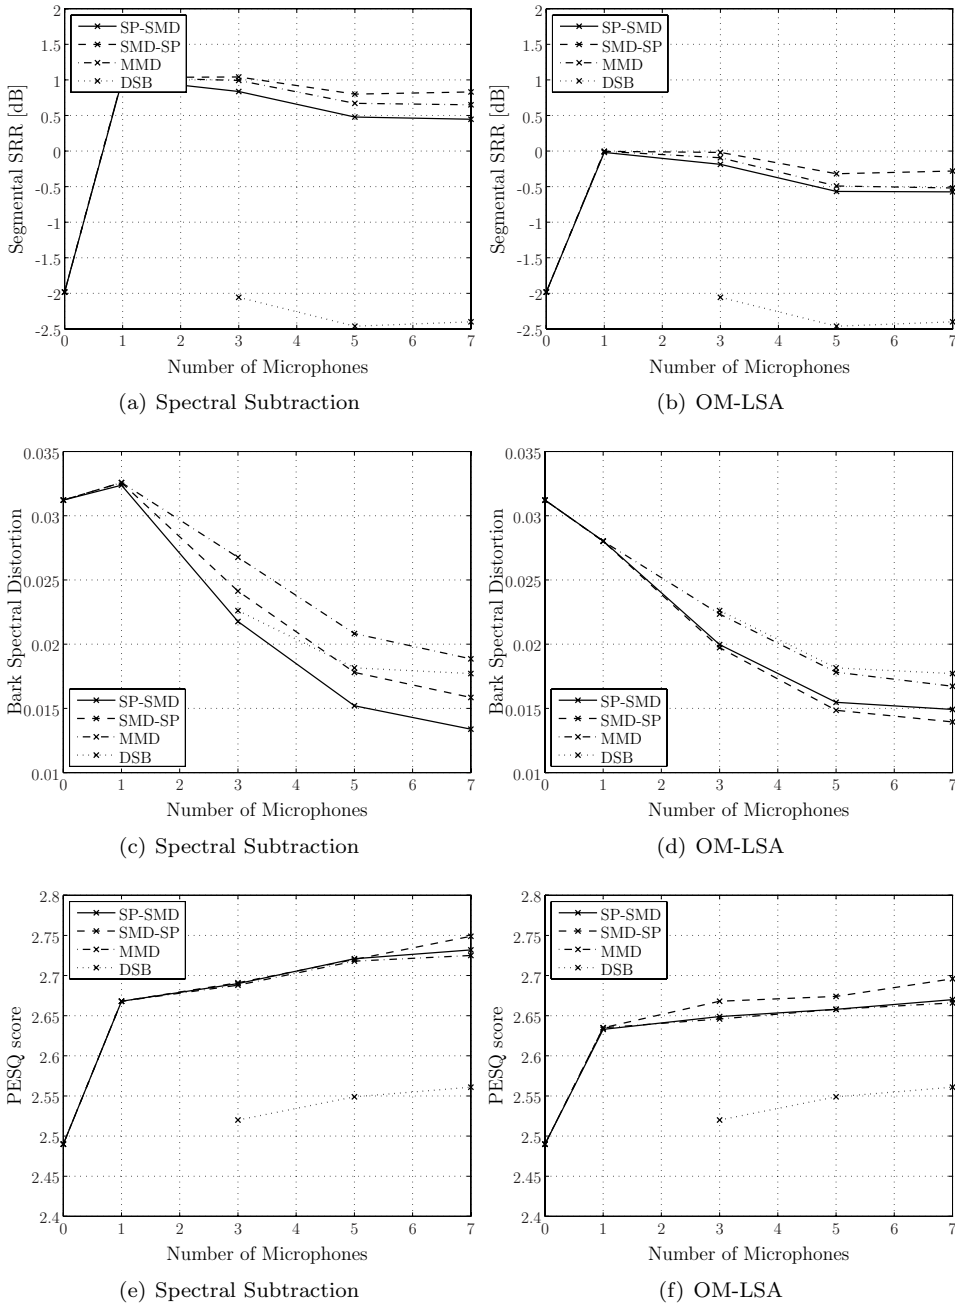 2
1.5
1
0.5
0
-0.5
-1
-1.5
-2
-2.5
Segmental SRR [dB]
SP-SMD
SMD-SP
MMD
DSB
0 1 2 3 4 5 6 7
Number of Microphones
(a) Spectral Subtraction
2
1.5
1
0.5
0
-0.5
-1
-1.5
-2
-2.5
Segmental SRR [dB]
SP-SMD
SMD-SP
MMD
DSB
0 1 2 3 4 5 6 7
Number of Microphones
(b) OM-LSA
0.035
0.03
0.025
0.02
0.015
0.01
Bark Spectral Distortion
SP-SMD
SMD-SP
MMD
DSB
0 1 2 3 4 5 6 7
Number of Microphones
(c) Spectral Subtraction
0.035
0.03
0.025
0.02
0.015
0.01
Bark Spectral Distortion
SP-SMD
SMD-SP
MMD
DSB
0 1 2 3 4 5 6 7
Number of Microphones
(d) OM-LSA
2.8
2.75
2.7
2.65
2.6
2.55
2.5
2.45
2.4
PESQ score
SP-SMD
SMD-SP
MMD
DSB
0 1 2 3 4 5 6 7
Number of Microphones
(e) Spectral Subtraction
2.8
2.75
2.7
2.65
2.6
2.55
2.5
2.45
2.4
PESQ score
SP-SMD
SMD-SP
MMD
DSB
0 1 2 3 4 5 6 7
Number of Microphones
(f) OM-LSA